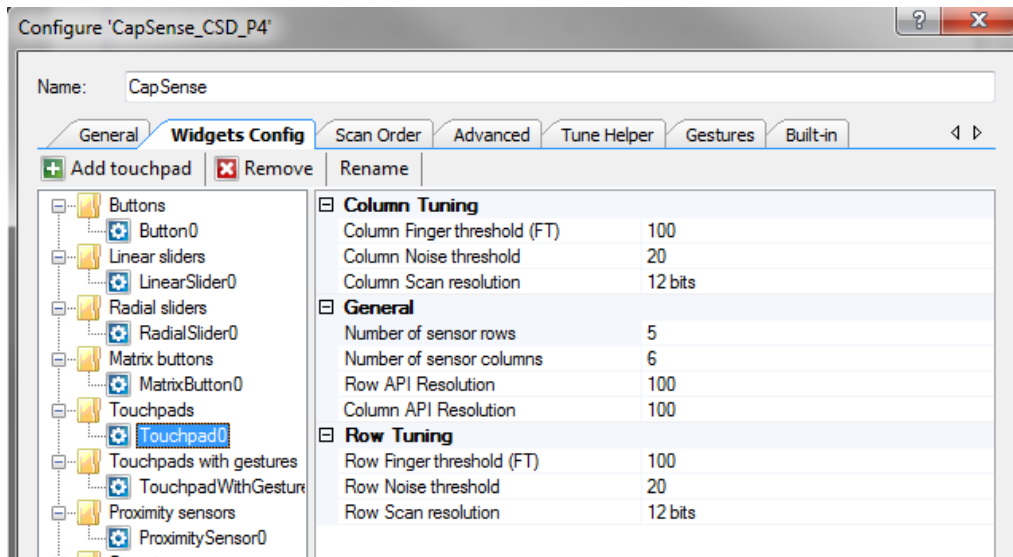 Configure 'CapSense_CSD_P4'
Name: CapSense
General Widgets Config Scan Order Advanced Tune Helper Gestures Built-in
Add touchpad Remove Rename
Buttons
Button0
Linear sliders
LinearSlider0
Radial sliders
RadialSlider0
Matrix buttons
MatrixButton0
Touchpads
Touchpad0
Touchpads with gestures
TouchpadWithGesture
Proximity sensors
ProximitySensor0
Column Tuning
Column Finger threshold (FT) 100
Column Noise threshold 20
Column Scan resolution 12 bits
General
Number of sensor rows 5
Number of sensor columns 6
Row API Resolution 100
Column API Resolution 100
Row Tuning
Row Finger threshold (FT) 100
Row Noise threshold 20
Row Scan resolution 12 bits